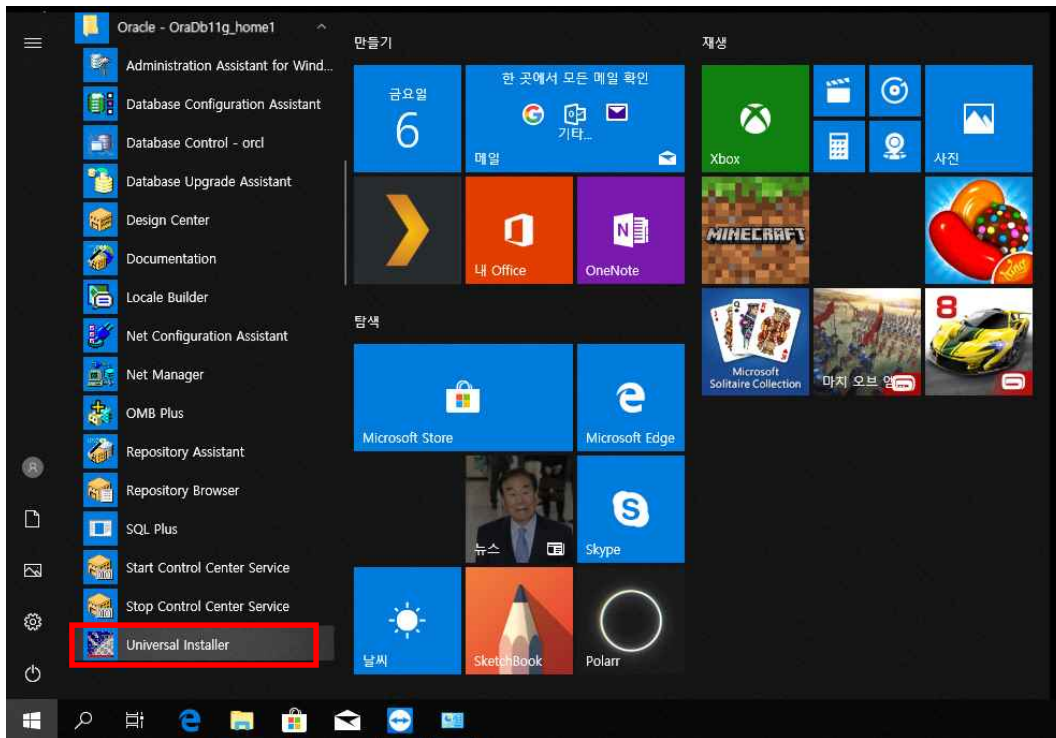 Oracle - OraDb11g_home1
Administration Assistant for Wind...
Database Configuration Assistant
Database Control - orcl
Database Upgrade Assistant
Design Center
Documentation
Locale Builder
Net Configuration Assistant
Net Manager
OMB Plus
Repository Assistant
Repository Browser
SQL Plus
Start Control Center Service
Stop Control Center Service
Universal Installer
만들기
금요일
6
한 곳에서 모든 메일 확인
기타...
메일
내 Office
OneNote
탐색
Microsoft Store
Microsoft Edge
뉴스
Skype
날씨
SketchBook
Polarr
재생
Xbox
사진
MINECRAFT
Microsoft
Solitaire Collection
마치 오브 엠
8